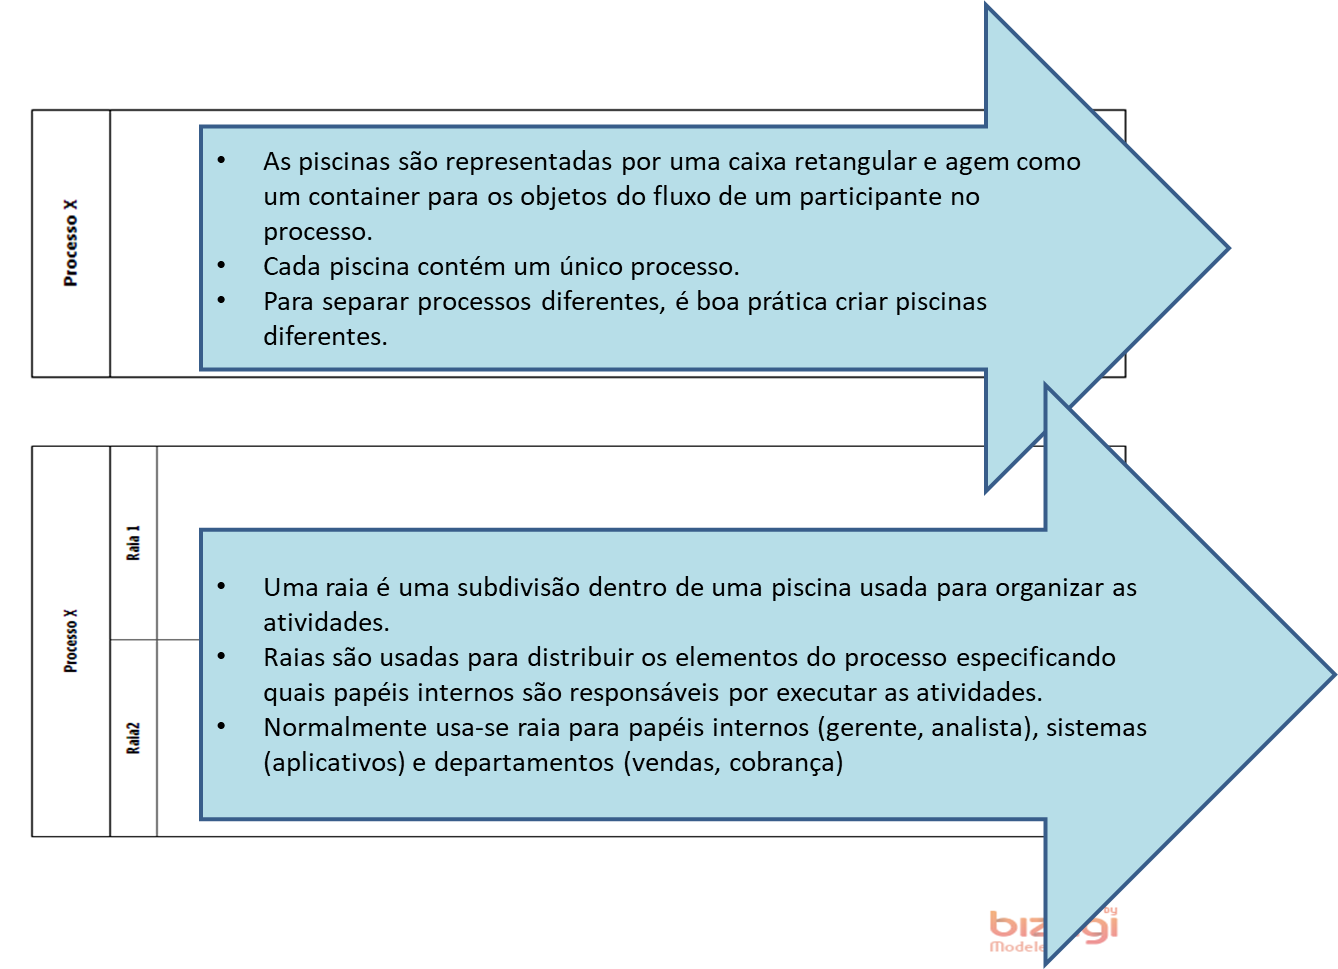 Processo X
• As piscinas são representadas por uma caixa retangular e agem como
um container para os objetos do fluxo de um participante no
processo.
• Cada piscina contém um único processo.
• Para separar processos diferentes, é boa prática criar piscinas
diferentes.
Processo X
Raia 1
Raia2
• Uma raia é uma subdivisão dentro de uma piscina usada para organizar as
atividades.
• Raias são usadas para distribuir os elementos do processo especificando
quais papéis internos são responsáveis por executar as atividades.
• Normalmente usa-se raia para papéis internos (gerente, analista), sistemas
(aplicativos) e departamentos (vendas, cobrança)
by